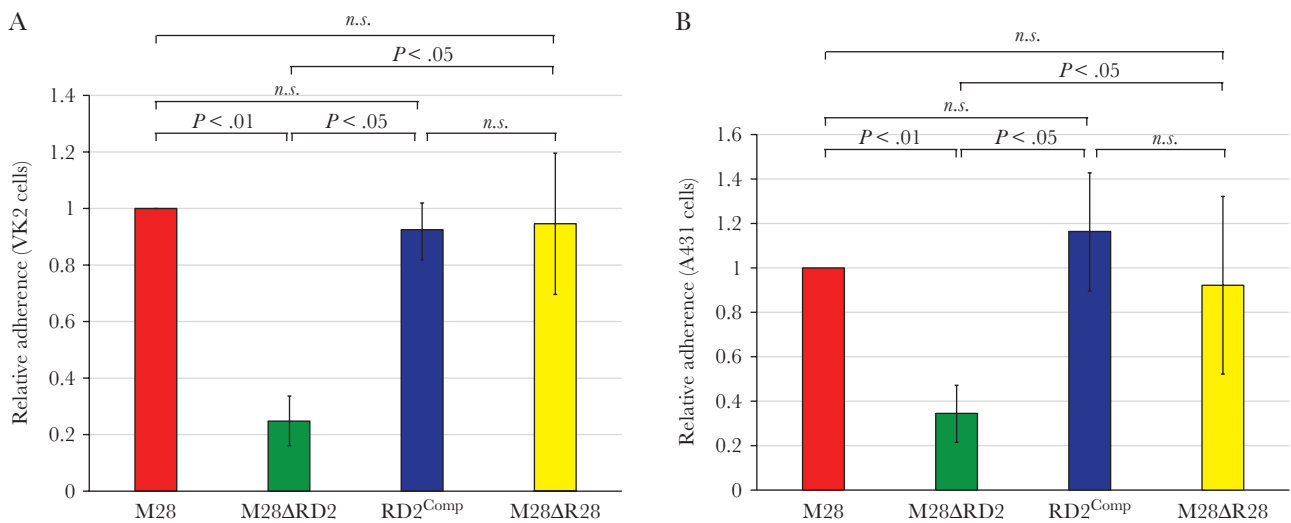 A
n.s.
P < .05
n.s.
P < .01 P < .05 n.s.
1.4
1.2
1
0.8
0.6
0.4
0.2
0
Relative adherence (VK2 cells)
M28 M28ΔRD2 RD2Comp M28ΔR28
B
n.s.
P < .05
n.s.
P < .01 P < .05 n.s.
1.6
1.4
1.2
1
0.8
0.6
0.4
0.2
0
Relative adherence (A431 cells)
M28 M28ΔRD2 RD2Comp M28ΔR28